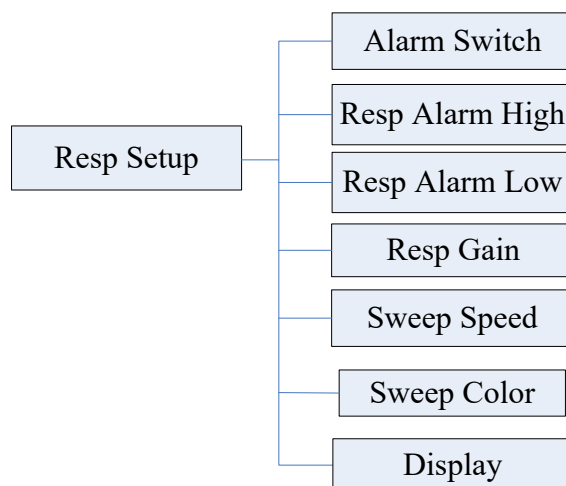 Alarm Switch
Resp Alarm High
Resp Setup
Resp Alarm Low
Resp Gain
Sweep Speed
Sweep Color
Display